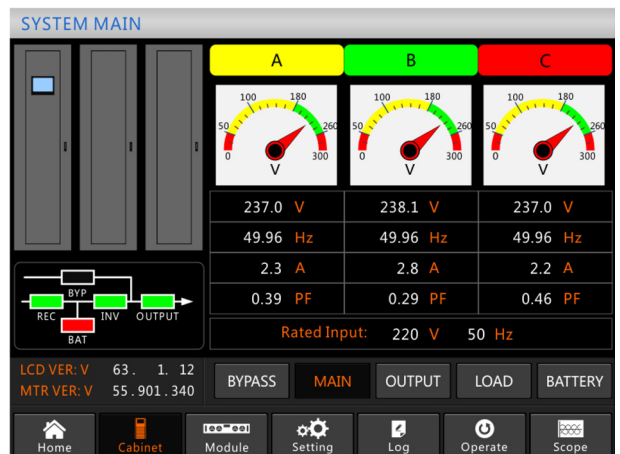 SYSTEM MAIN
A B C
0 50 100 180 260 300 V
0 50 100 180 260 300 V
0 50 100 180 260 300 V
237.0 V 238.1 V 237.0 V
49.96 Hz 49.96 Hz 49.96 Hz
2.3 A 2.8 A 2.2 A
0.39 PF 0.29 PF 0.46 PF
Rated Input: 220 V 50 Hz
BYP
REC INV OUTPUT
BAT
LCD VER: V 63. 1. 12
MTR VER: V 55.901.340
BYPASS MAIN OUTPUT LOAD BATTERY
Home Cabinet Module Setting Log Operate Scope